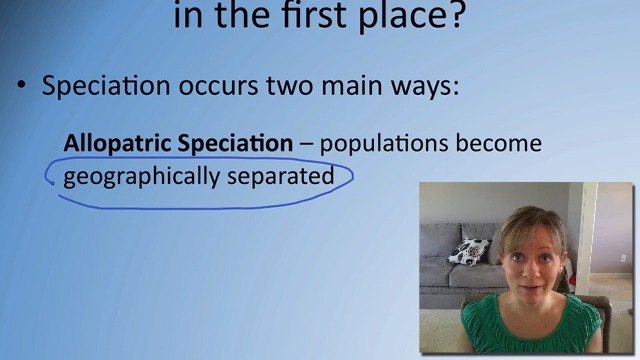 in the first place?
• Speciation occurs two main ways:
Allopatric Speciation – populations become
geographically separated